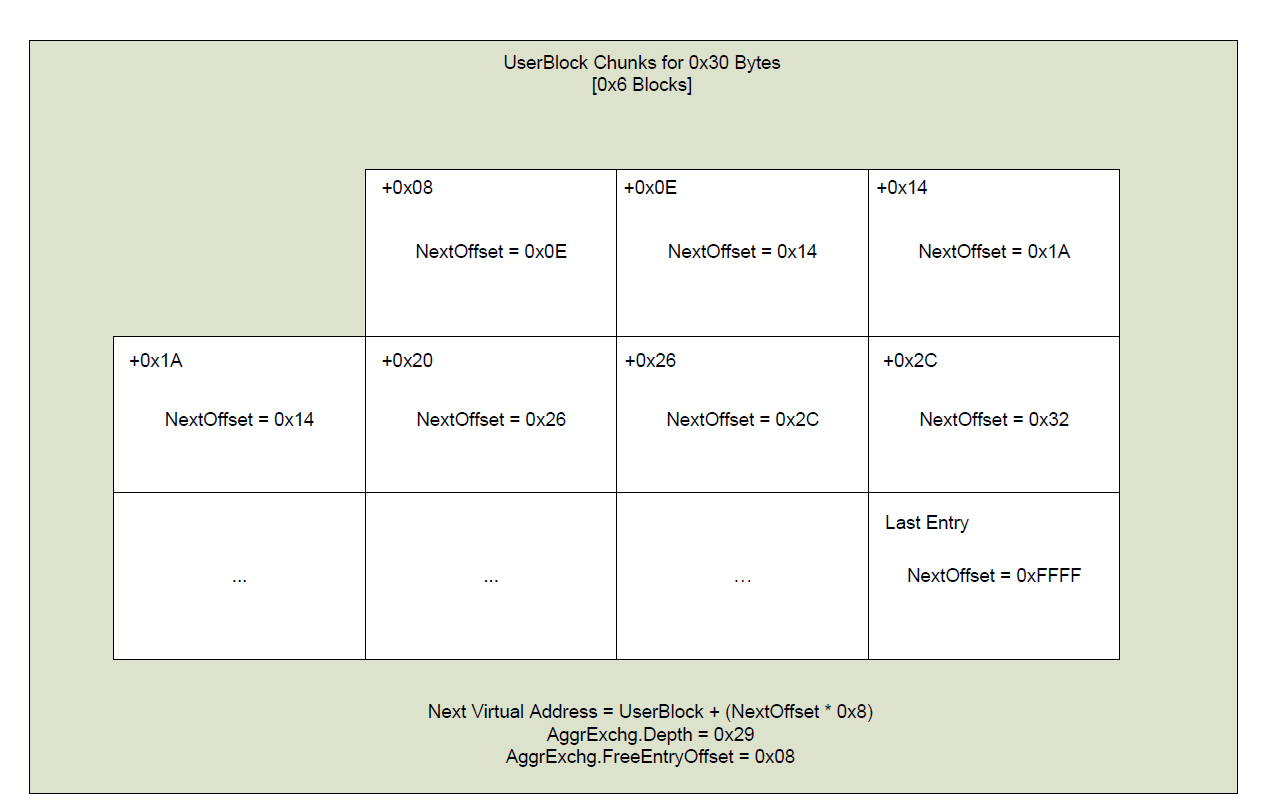 UserBlock Chunks for 0x30 Bytes
[0x6 Blocks]
+0x08
NextOffset = 0x0E
+0x0E
NextOffset = 0x14
+0x14
NextOffset = 0x1A
+0x1A
NextOffset = 0x14
+0x20
NextOffset = 0x26
+0x26
NextOffset = 0x2C
+0x2C
NextOffset = 0x32
...
...
...
Last Entry
NextOffset = 0xFFFF
Next Virtual Address = UserBlock + (NextOffset * 0x8)
AggrExchg.Depth = 0x29
AggrExchg.FreeEntryOffset = 0x08